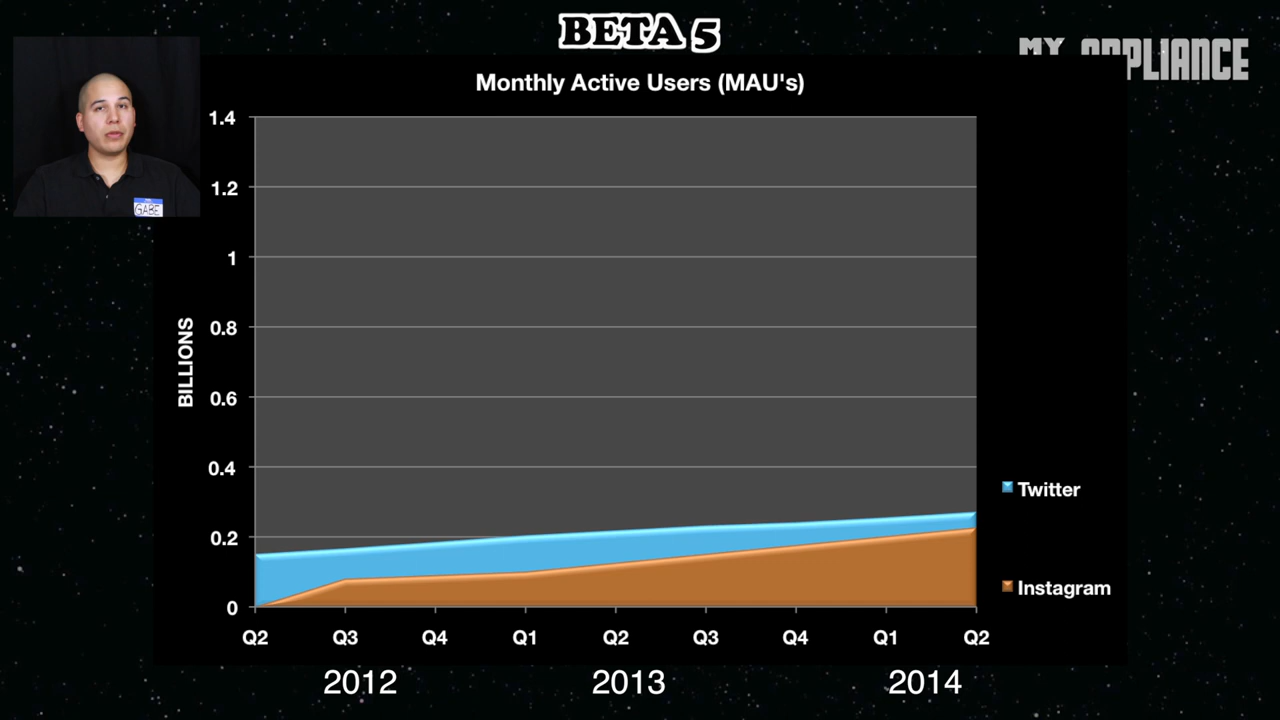 BETA 5
MY APPLIANCE
GABE
Monthly Active Users (MAU's)
BILLIONS
1.4
1.2
1
0.8
0.6
0.4
0.2
0
Twitter
Instagram
Q2 Q3 Q4 Q1 Q2 Q3 Q4 Q1 Q2
2012 2013 2014